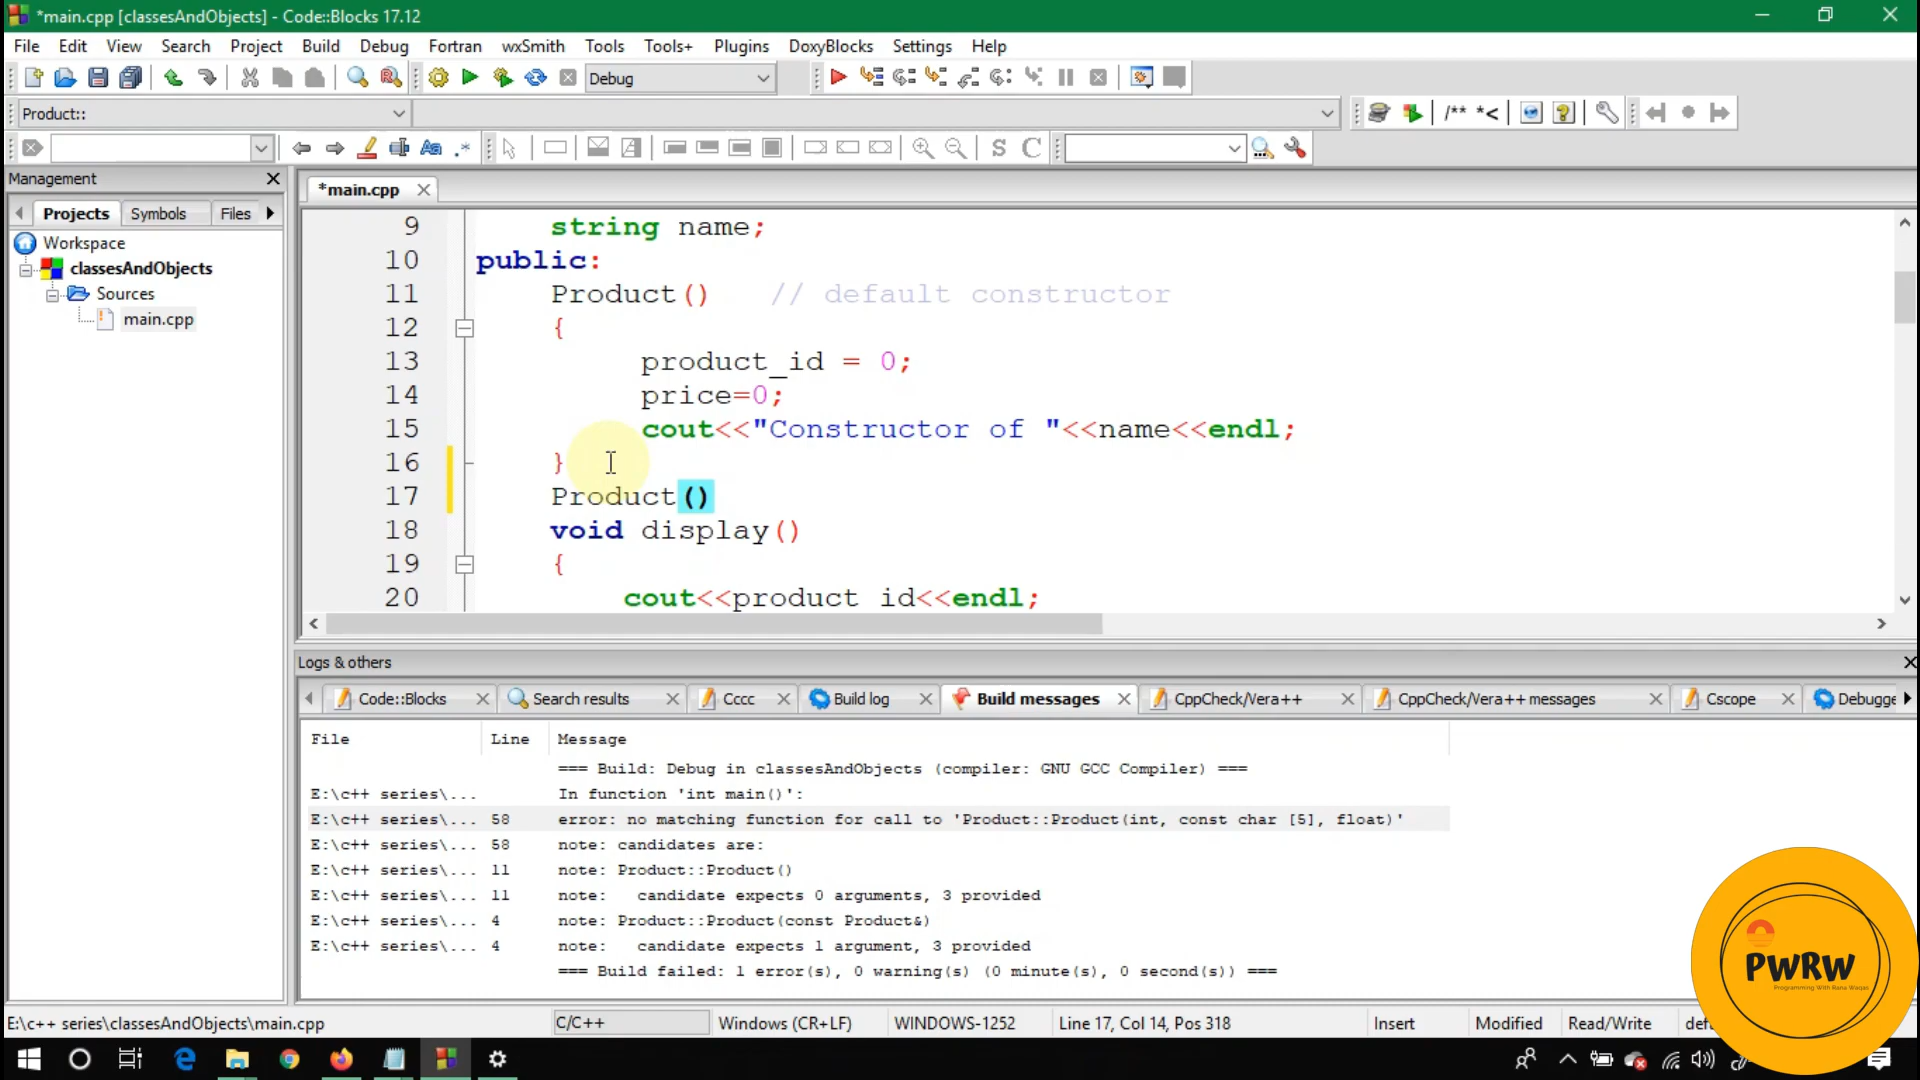 *main.cpp [classesAndObjects] - Code::Blocks 17.12
File Edit View Search Project Build Debug Fortran wxSmith Tools Tools+ Plugins DoxyBlocks Settings Help
Debug
Product::
/** *<
S C
Management
Projects Symbols Files
Workspace
classesAndObjects
Sources
main.cpp
*main.cpp
9 string name;
10 public:
11 Product() // default constructor
12 {
13 product_id = 0;
14 price=0;
15 cout<<"Constructor of "<<name<<endl;
16 }
17 Product()
18 void display()
19 {
20 cout<<product id<<endl;
Logs & others
Code::Blocks Search results Cccc Build log Build messages CppCheck/Vera++ CppCheck/Vera++ messages Cscope Debugge
File Line Message
=== Build: Debug in classesAndObjects (compiler: GNU GCC Compiler) ===
E:\c++ series\... In function 'int main()':
E:\c++ series\... 58 error: no matching function for call to 'Product::Product(int, const char [5], float)'
E:\c++ series\... 58 note: candidates are:
E:\c++ series\... 11 note: Product::Product()
E:\c++ series\... 11 note: candidate expects 0 arguments, 3 provided
E:\c++ series\... 4 note: Product::Product(const Product&)
E:\c++ series\... 4 note: candidate expects 1 argument, 3 provided
=== Build failed: 1 error(s), 0 warning(s) (0 minute(s), 0 second(s)) ===
PWRW
Programming With Rana Waqas
E:\c++ series\classesAndObjects\main.cpp C/C++ Windows (CR+LF) WINDOWS-1252 Line 17, Col 14, Pos 318 Insert Modified Read/Write def